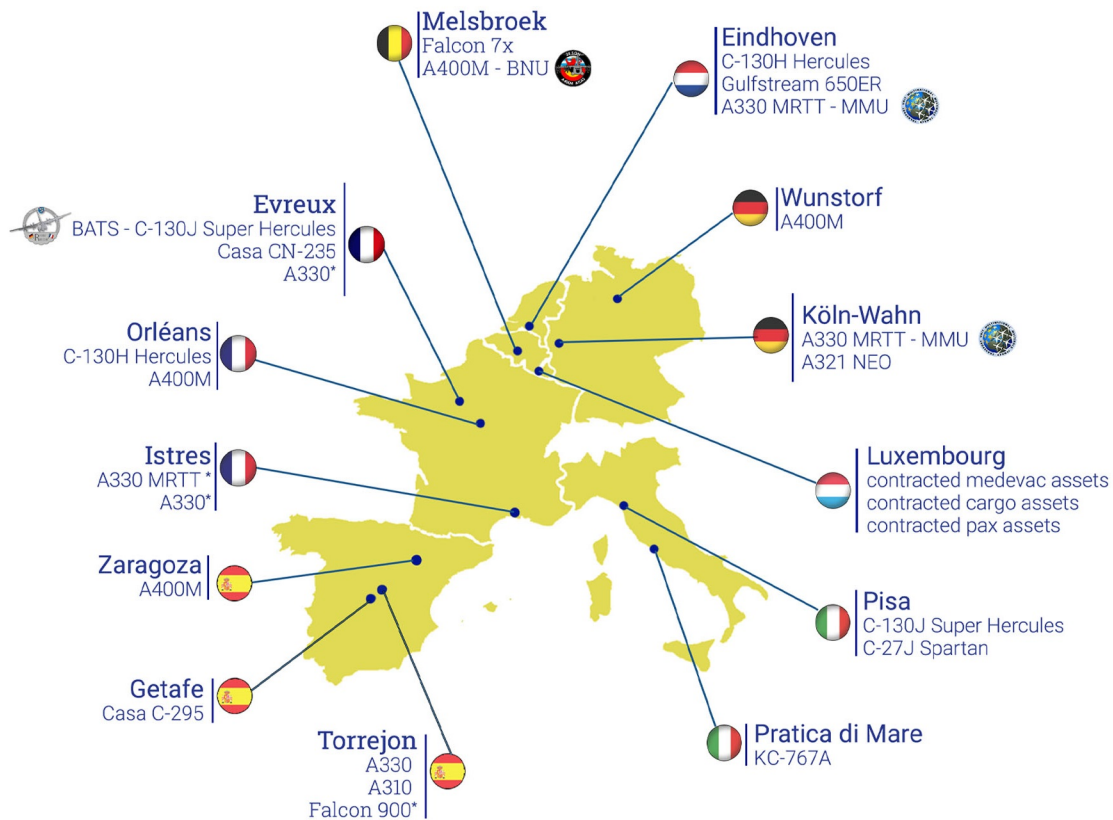 Melsbroek
Falcon 7x
A400M - BNU
Eindhoven
C-130H Hercules
Gulfstream 650ER
A330 MRTT - MMU
Evreux
BATS - C-130J Super Hercules
Casa CN-235
A330*
Wunstorf
A400M
Orléans
C-130H Hercules
A400M
Köln-Wahn
A330 MRTT - MMU
A321 NEO
Istres
A330 MRTT *
A330*
Luxembourg
contracted medevac assets
contracted cargo assets
contracted pax assets
Zaragoza
A400M
Pisa
C-130J Super Hercules
C-27J Spartan
Getafe
Casa C-295
Torrejon
A330
A310
Falcon 900*
Pratica di Mare
KC-767A